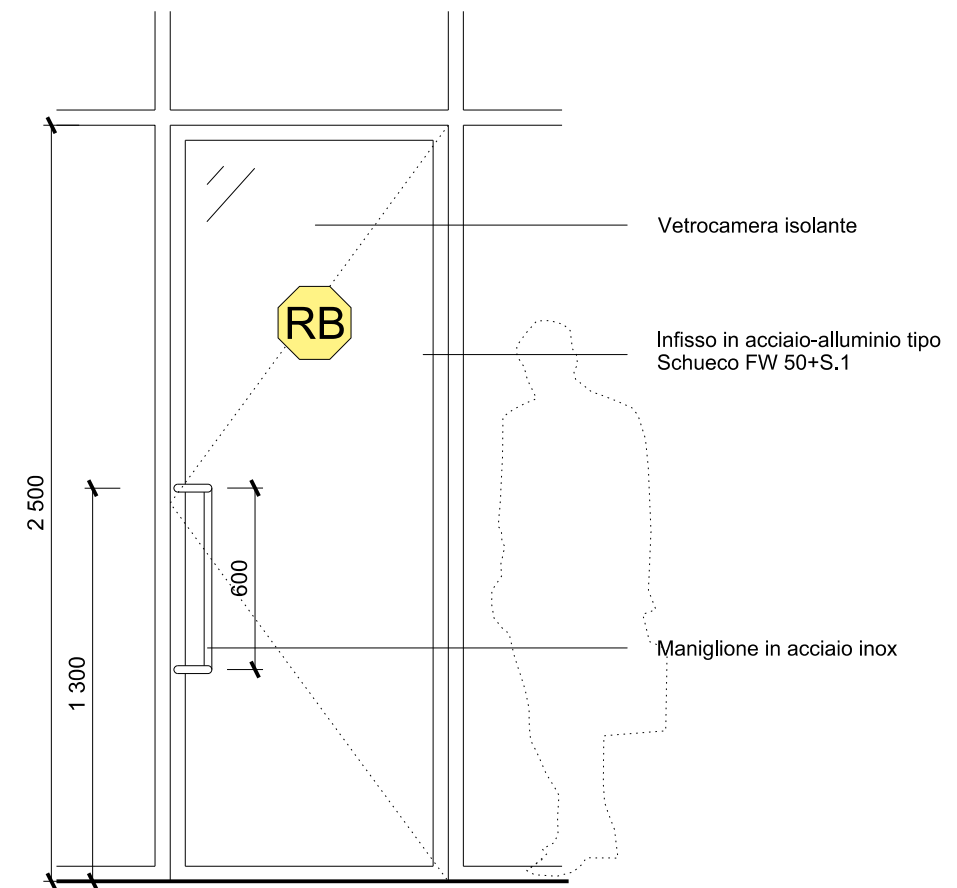 Vetrocamera isolante
RB
Infisso in acciaio-alluminio tipo
Schueco FW 50+S.1
2 500
600
1 300
Maniglione in acciaio inox